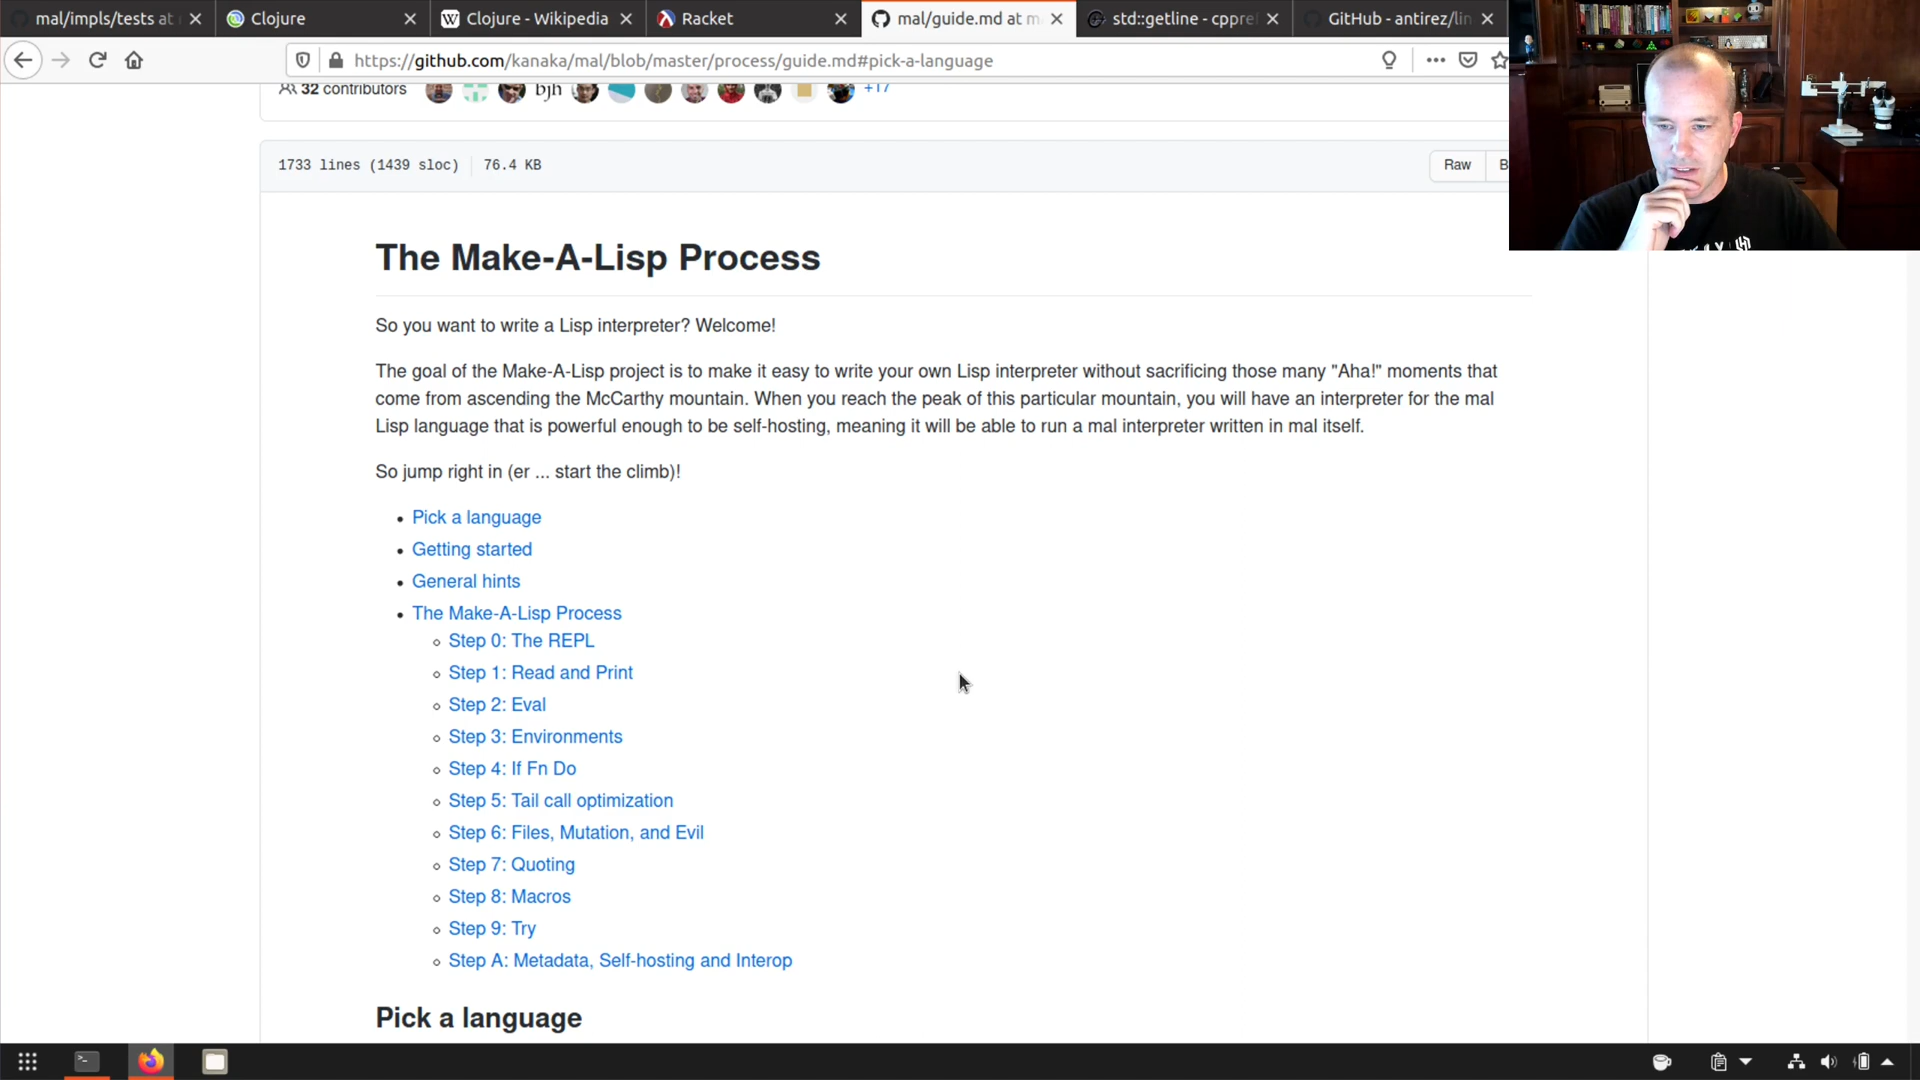 mal/impls/tests at
Clojure
Clojure - Wikipedia
Racket
mal/guide.md at m
std::getline - cppre
GitHub - antirez/lin
https://github.com/kanaka/mal/blob/master/process/guide.md#pick-a-language
32 contributors
bjh
+17
1733 lines (1439 sloc)
76.4 KB
Raw
B
The Make-A-Lisp Process
So you want to write a Lisp interpreter? Welcome!
The goal of the Make-A-Lisp project is to make it easy to write your own Lisp interpreter without sacrificing those many "Aha!" moments that
come from ascending the McCarthy mountain. When you reach the peak of this particular mountain, you will have an interpreter for the mal
Lisp language that is powerful enough to be self-hosting, meaning it will be able to run a mal interpreter written in mal itself.
So jump right in (er ... start the climb)!
• Pick a language
• Getting started
• General hints
• The Make-A-Lisp Process
◦ Step 0: The REPL
◦ Step 1: Read and Print
◦ Step 2: Eval
◦ Step 3: Environments
◦ Step 4: If Fn Do
◦ Step 5: Tail call optimization
◦ Step 6: Files, Mutation, and Evil
◦ Step 7: Quoting
◦ Step 8: Macros
◦ Step 9: Try
◦ Step A: Metadata, Self-hosting and Interop
Pick a language